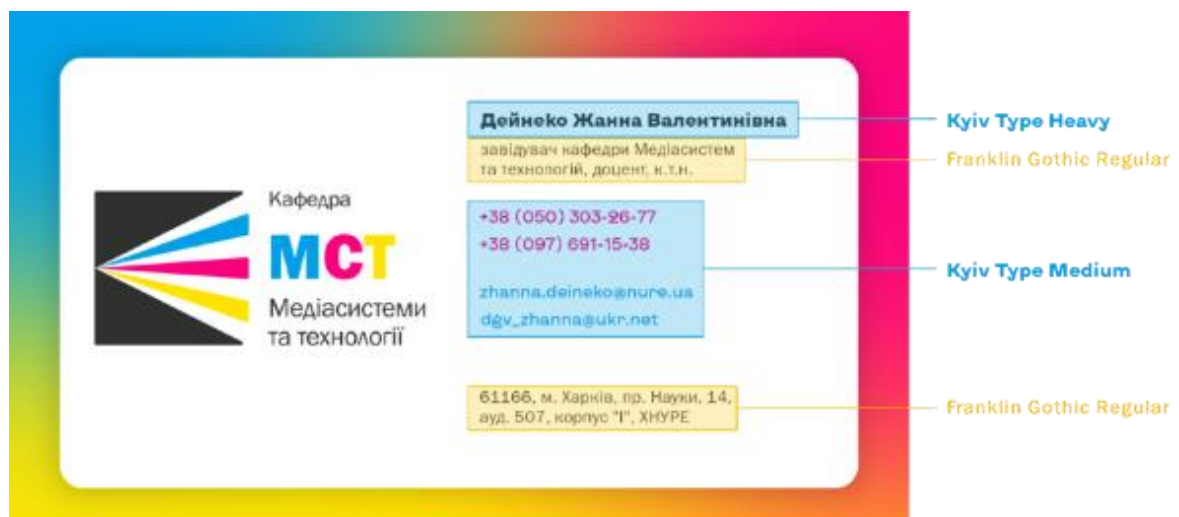 Кафедра
МСТ
Медіасистеми
та технології
Дейнеко Жанна Валентинівна
завідувач кафедри Медіасистем
та технологій, доцент, к.т.н.
+38 (050) 303-26-77
+38 (097) 691-15-38
zhanna.deineko@nure.ua
dgv_zhanna@ukr.net
61166, м. Харків, пр. Науки, 14,
ауд. 507, корпус "І", ХНУРЕ
Kyiv Type Heavy
Franklin Gothic Regular
Kyiv Type Medium
Franklin Gothic Regular